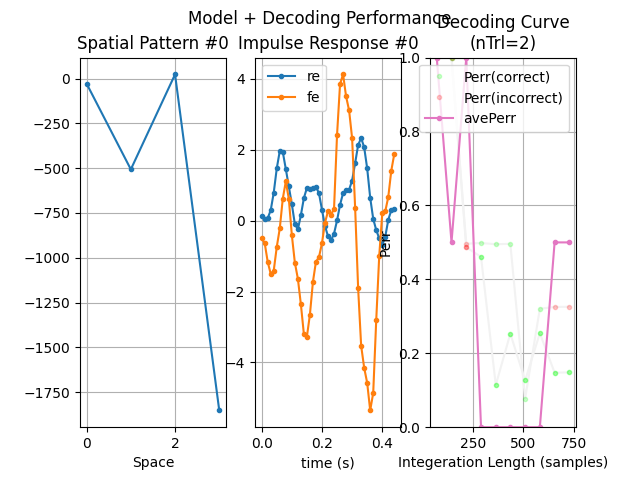 Model + Decoding Performance
Spatial Pattern #0
0
−250
−500
−750
−1000
−1250
−1500
−1750
0
2
Space
Impulse Response #0
re
fe
4
2
0
−2
−4
0.0
0.2
0.4
time (s)
Decoding Curve
(nTrl=2)
Perr(correct)
Perr(incorrect)
avePerr
Perr
1.0
0.8
0.6
0.4
0.2
0.0
250
500
750
Integeration Length (samples)